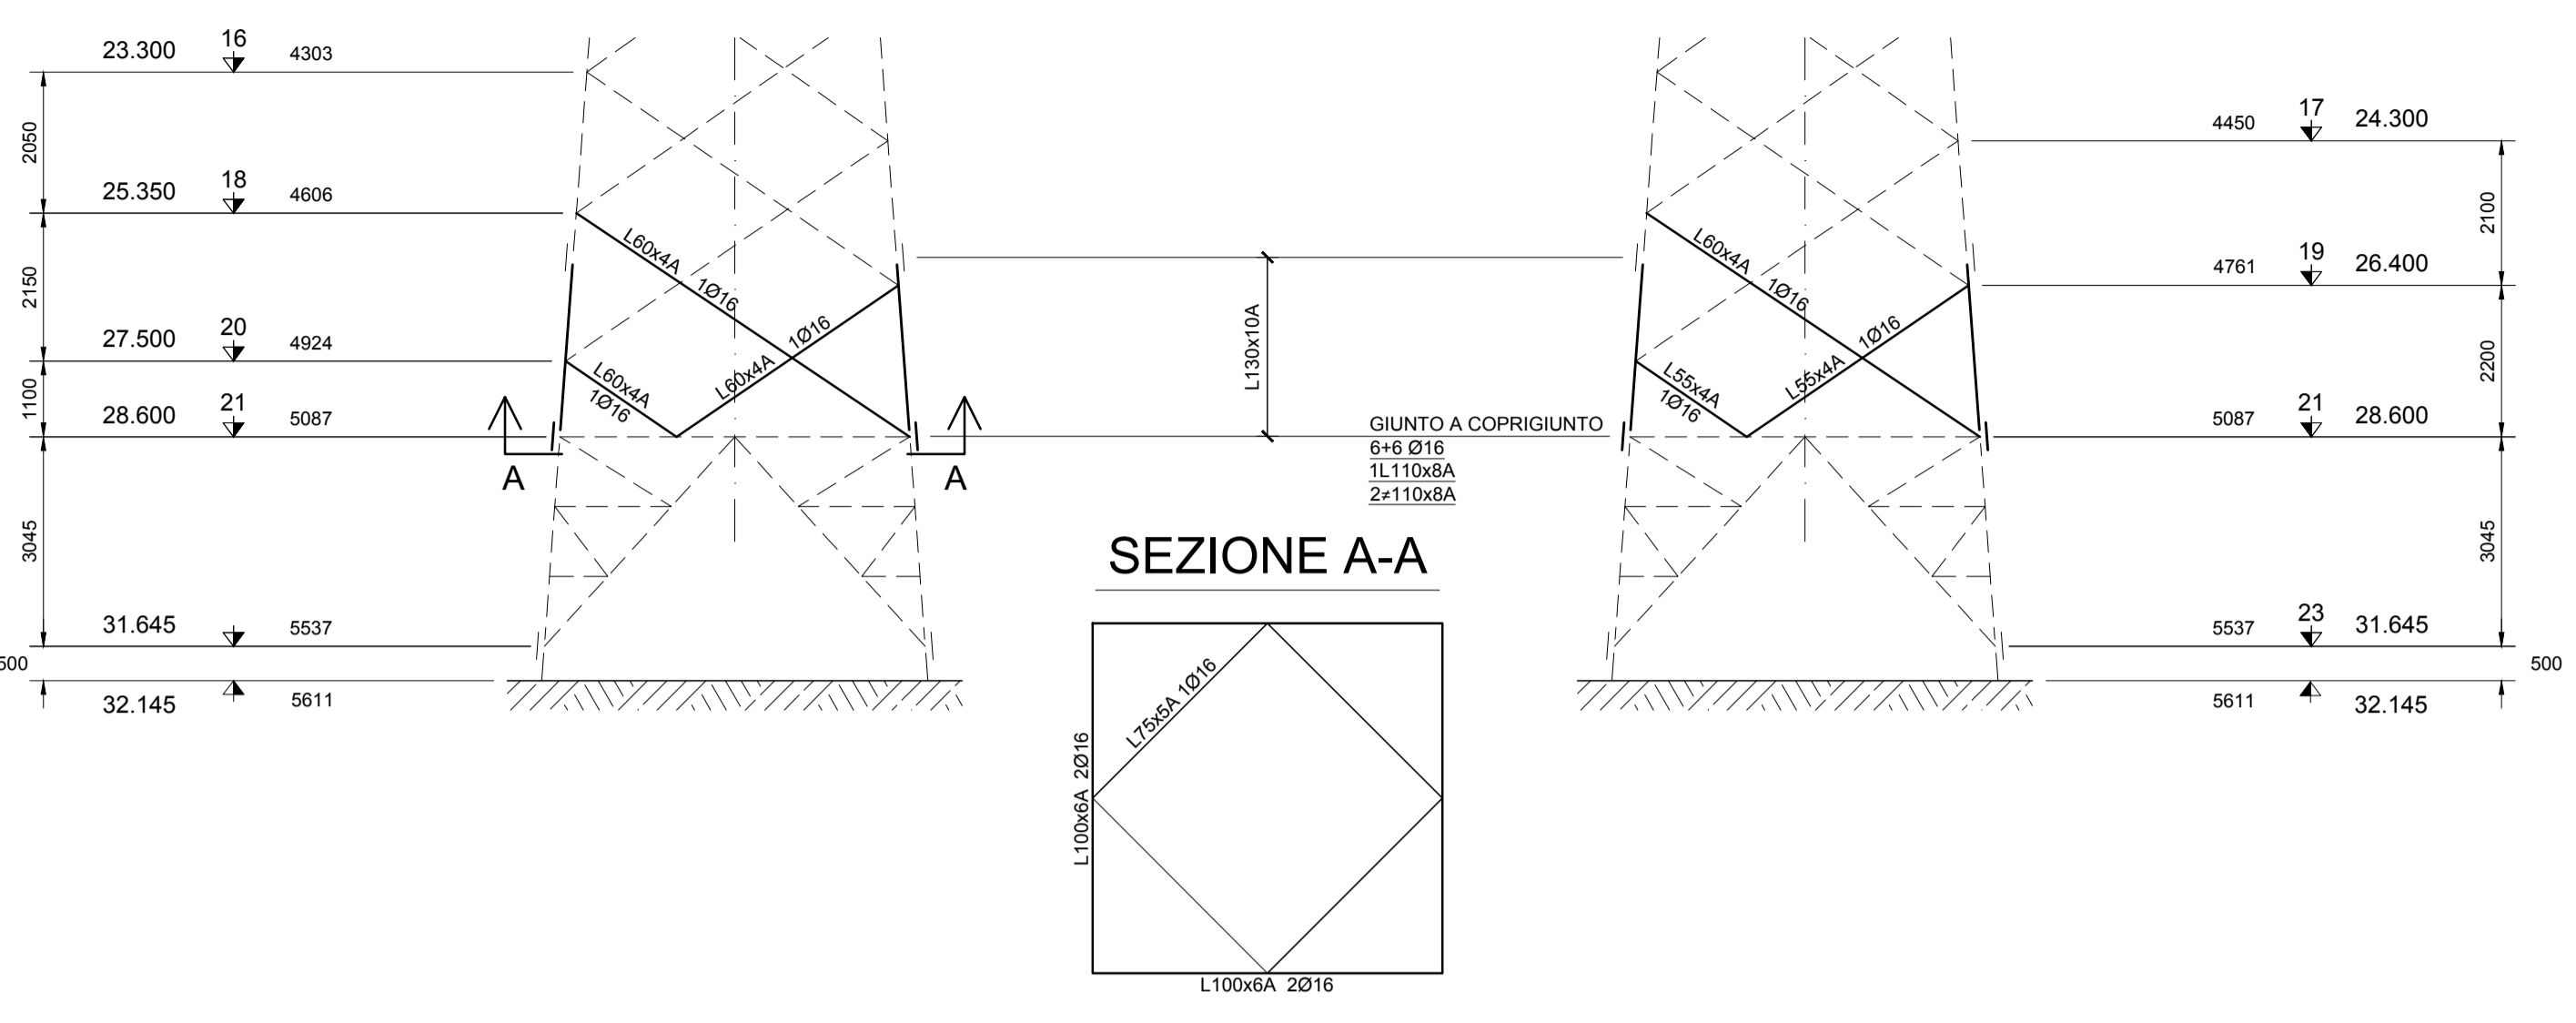 23.300 16 4303
2050
25.350 18 4606
2150
27.500 20 4924
1100
28.600 21 5087
3045
31.645 5537
500
32.145 5611
L60x4A 1Ø16
L60x4A 1Ø16
L60x4A
1Ø16
A A
L130x10A
GIUNTO A COPRIGIUNTO
6+6 Ø16
1L110x8A
2≠110x8A
SEZIONE A-A
L75x5A 1Ø16
L100x6A 2Ø16
L100x6A 2Ø16
L60x4A 1Ø16
L55x4A 1Ø16
L55x4A
1Ø16
4450 17 24.300
2100
4761 19 26.400
2200
5087 21 28.600
3045
5537 23 31.645
500
5611 32.145